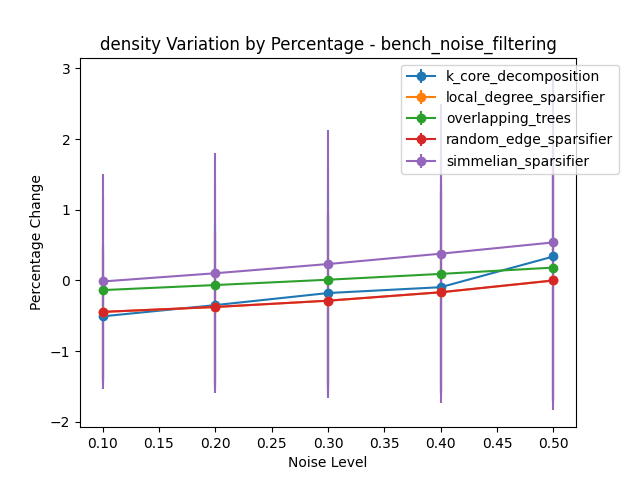 density Variation by Percentage - bench_noise_filtering
k_core_decomposition
local_degree_sparsifier
overlapping_trees
random_edge_sparsifier
simmelian_sparsifier
Percentage Change
3
2
1
0
−1
−2
0.10 0.15 0.20 0.25 0.30 0.35 0.40 0.45 0.50
Noise Level